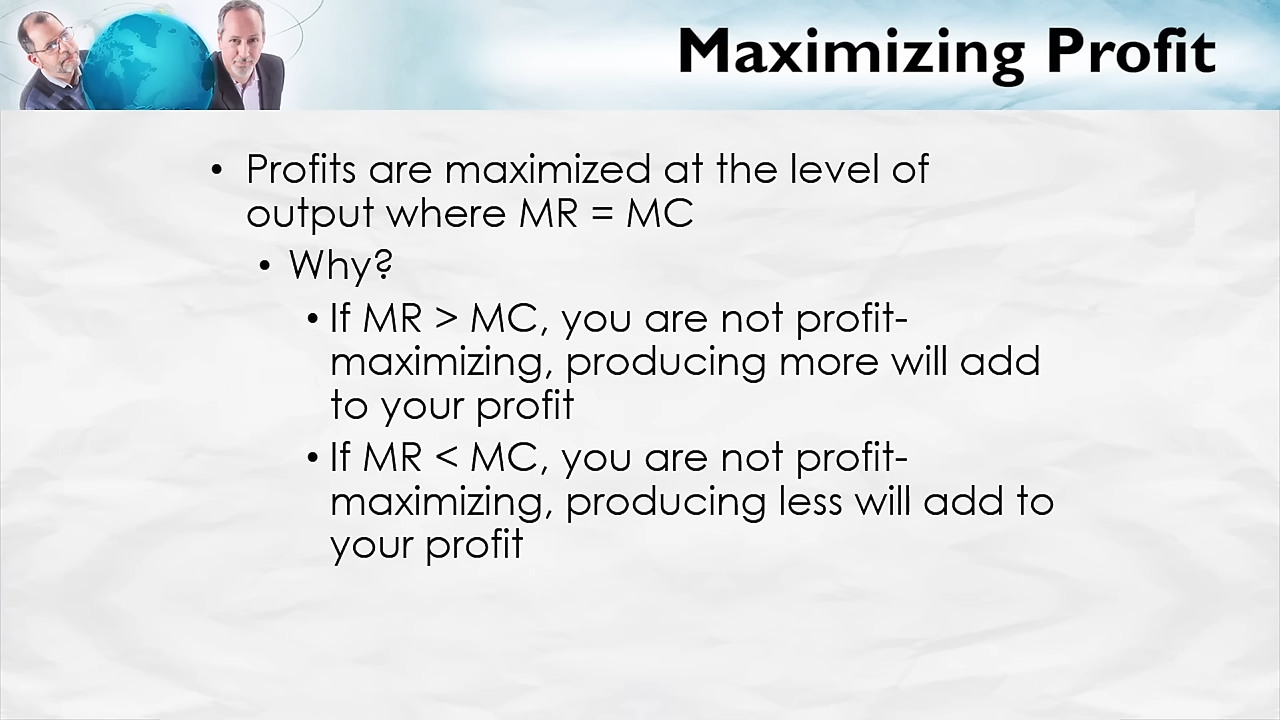 Maximizing Profit
• Profits are maximized at the level of
output where MR = MC
• Why?
• If MR > MC, you are not profit-
maximizing, producing more will add
to your profit
• If MR < MC, you are not profit-
maximizing, producing less will add to
your profit